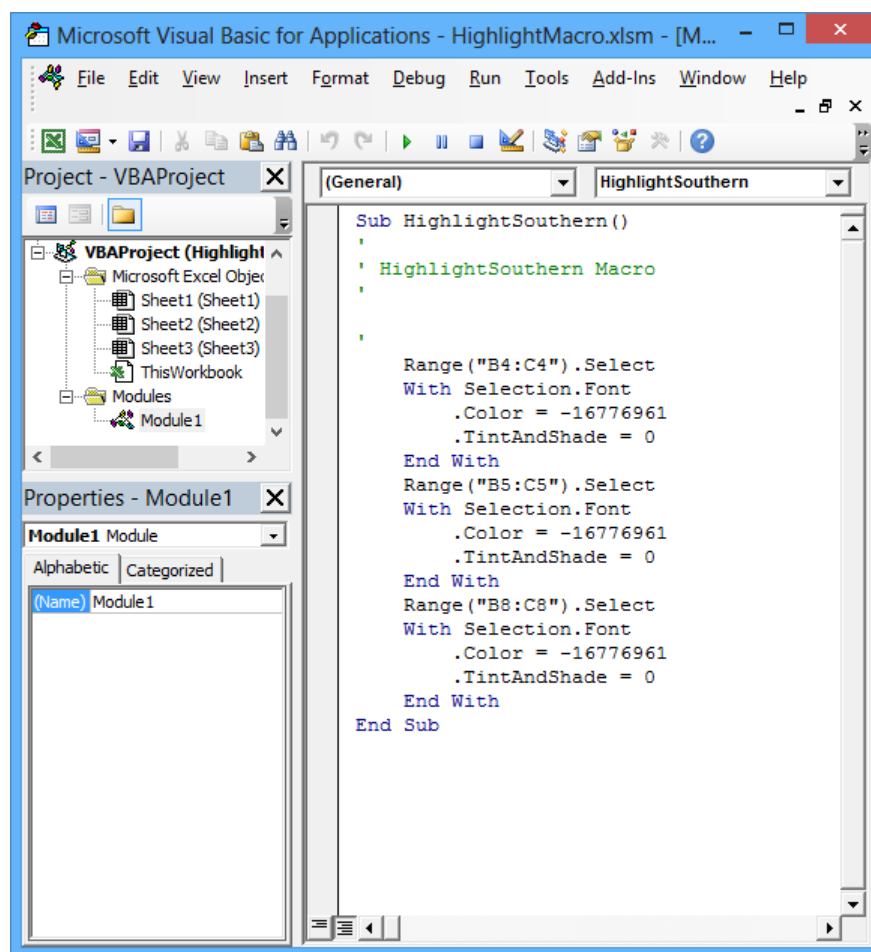 Microsoft Visual Basic for Applications - HighlightMacro.xlsm - [M...
File Edit View Insert Format Debug Run Tools Add-Ins Window Help
Project - VBAProject
VBAProject (Highlight
Microsoft Excel Objec
Sheet1 (Sheet1)
Sheet2 (Sheet2)
Sheet3 (Sheet3)
ThisWorkbook
Modules
Module1
Properties - Module1
Module1 Module
Alphabetic Categorized
(Name) Module1
(General) HighlightSouthern
Sub HighlightSouthern()
'
' HighlightSouthern Macro
'
'
Range("B4:C4").Select
With Selection.Font
.Color = -16776961
.TintAndShade = 0
End With
Range("B5:C5").Select
With Selection.Font
.Color = -16776961
.TintAndShade = 0
End With
Range("B8:C8").Select
With Selection.Font
.Color = -16776961
.TintAndShade = 0
End With
End Sub